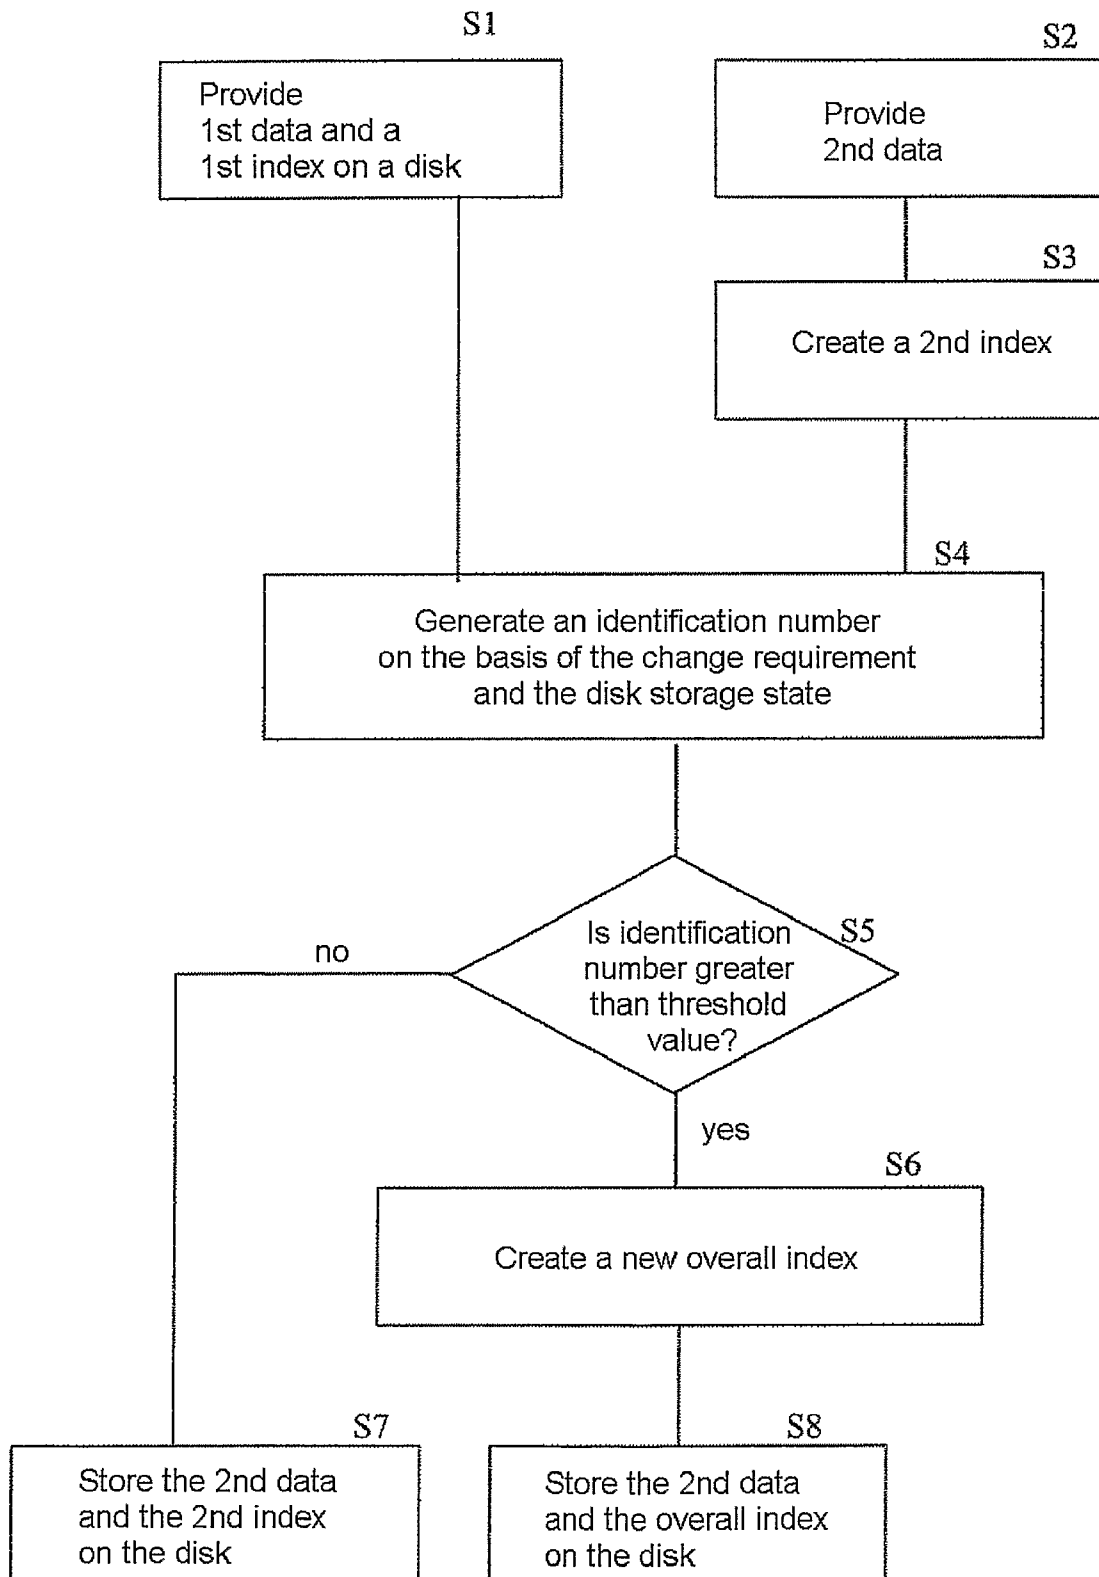 S1
Provide
1st data and a
1st index on a disk
S2
Provide
2nd data
S3
Create a 2nd index
S4
Generate an identification number
on the basis of the change requirement
and the disk storage state
S5
Is identification
number greater
than threshold
value?
no
yes
S6
Create a new overall index
S7
Store the 2nd data
and the 2nd index
on the disk
S8
Store the 2nd data
and the overall index
on the disk